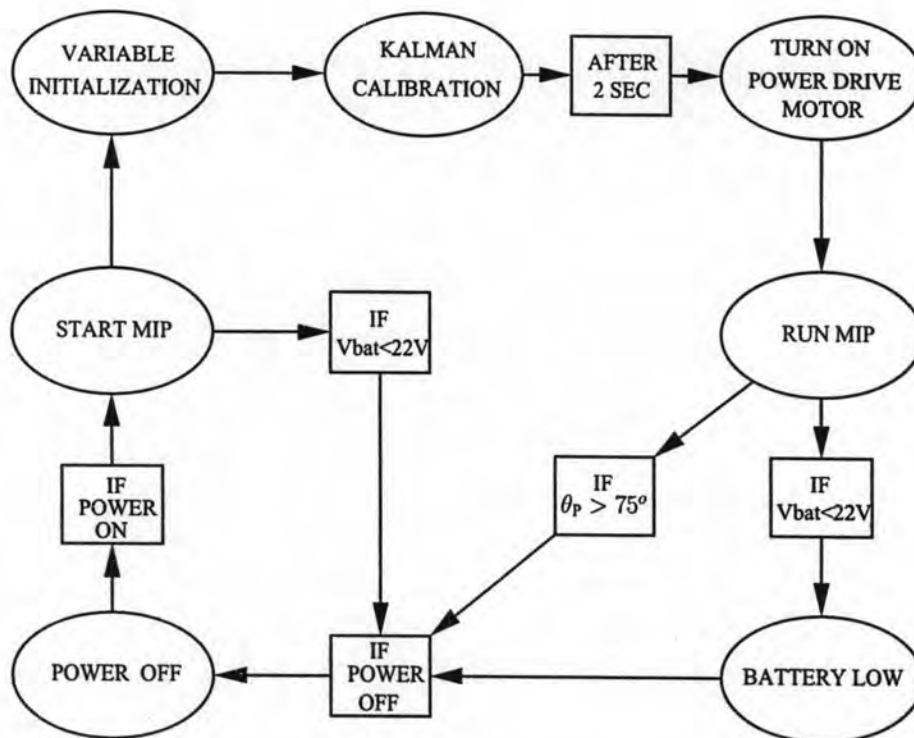 VARIABLE
INITIALIZATION
KALMAN
CALIBRATION
AFTER
2 SEC
TURN ON
POWER DRIVE
MOTOR
START MIP
IF
Vbat<22V
RUN MIP
IF
POWER
ON
IF
θP > 75º
IF
Vbat<22V
POWER OFF
IF
POWER
OFF
BATTERY LOW